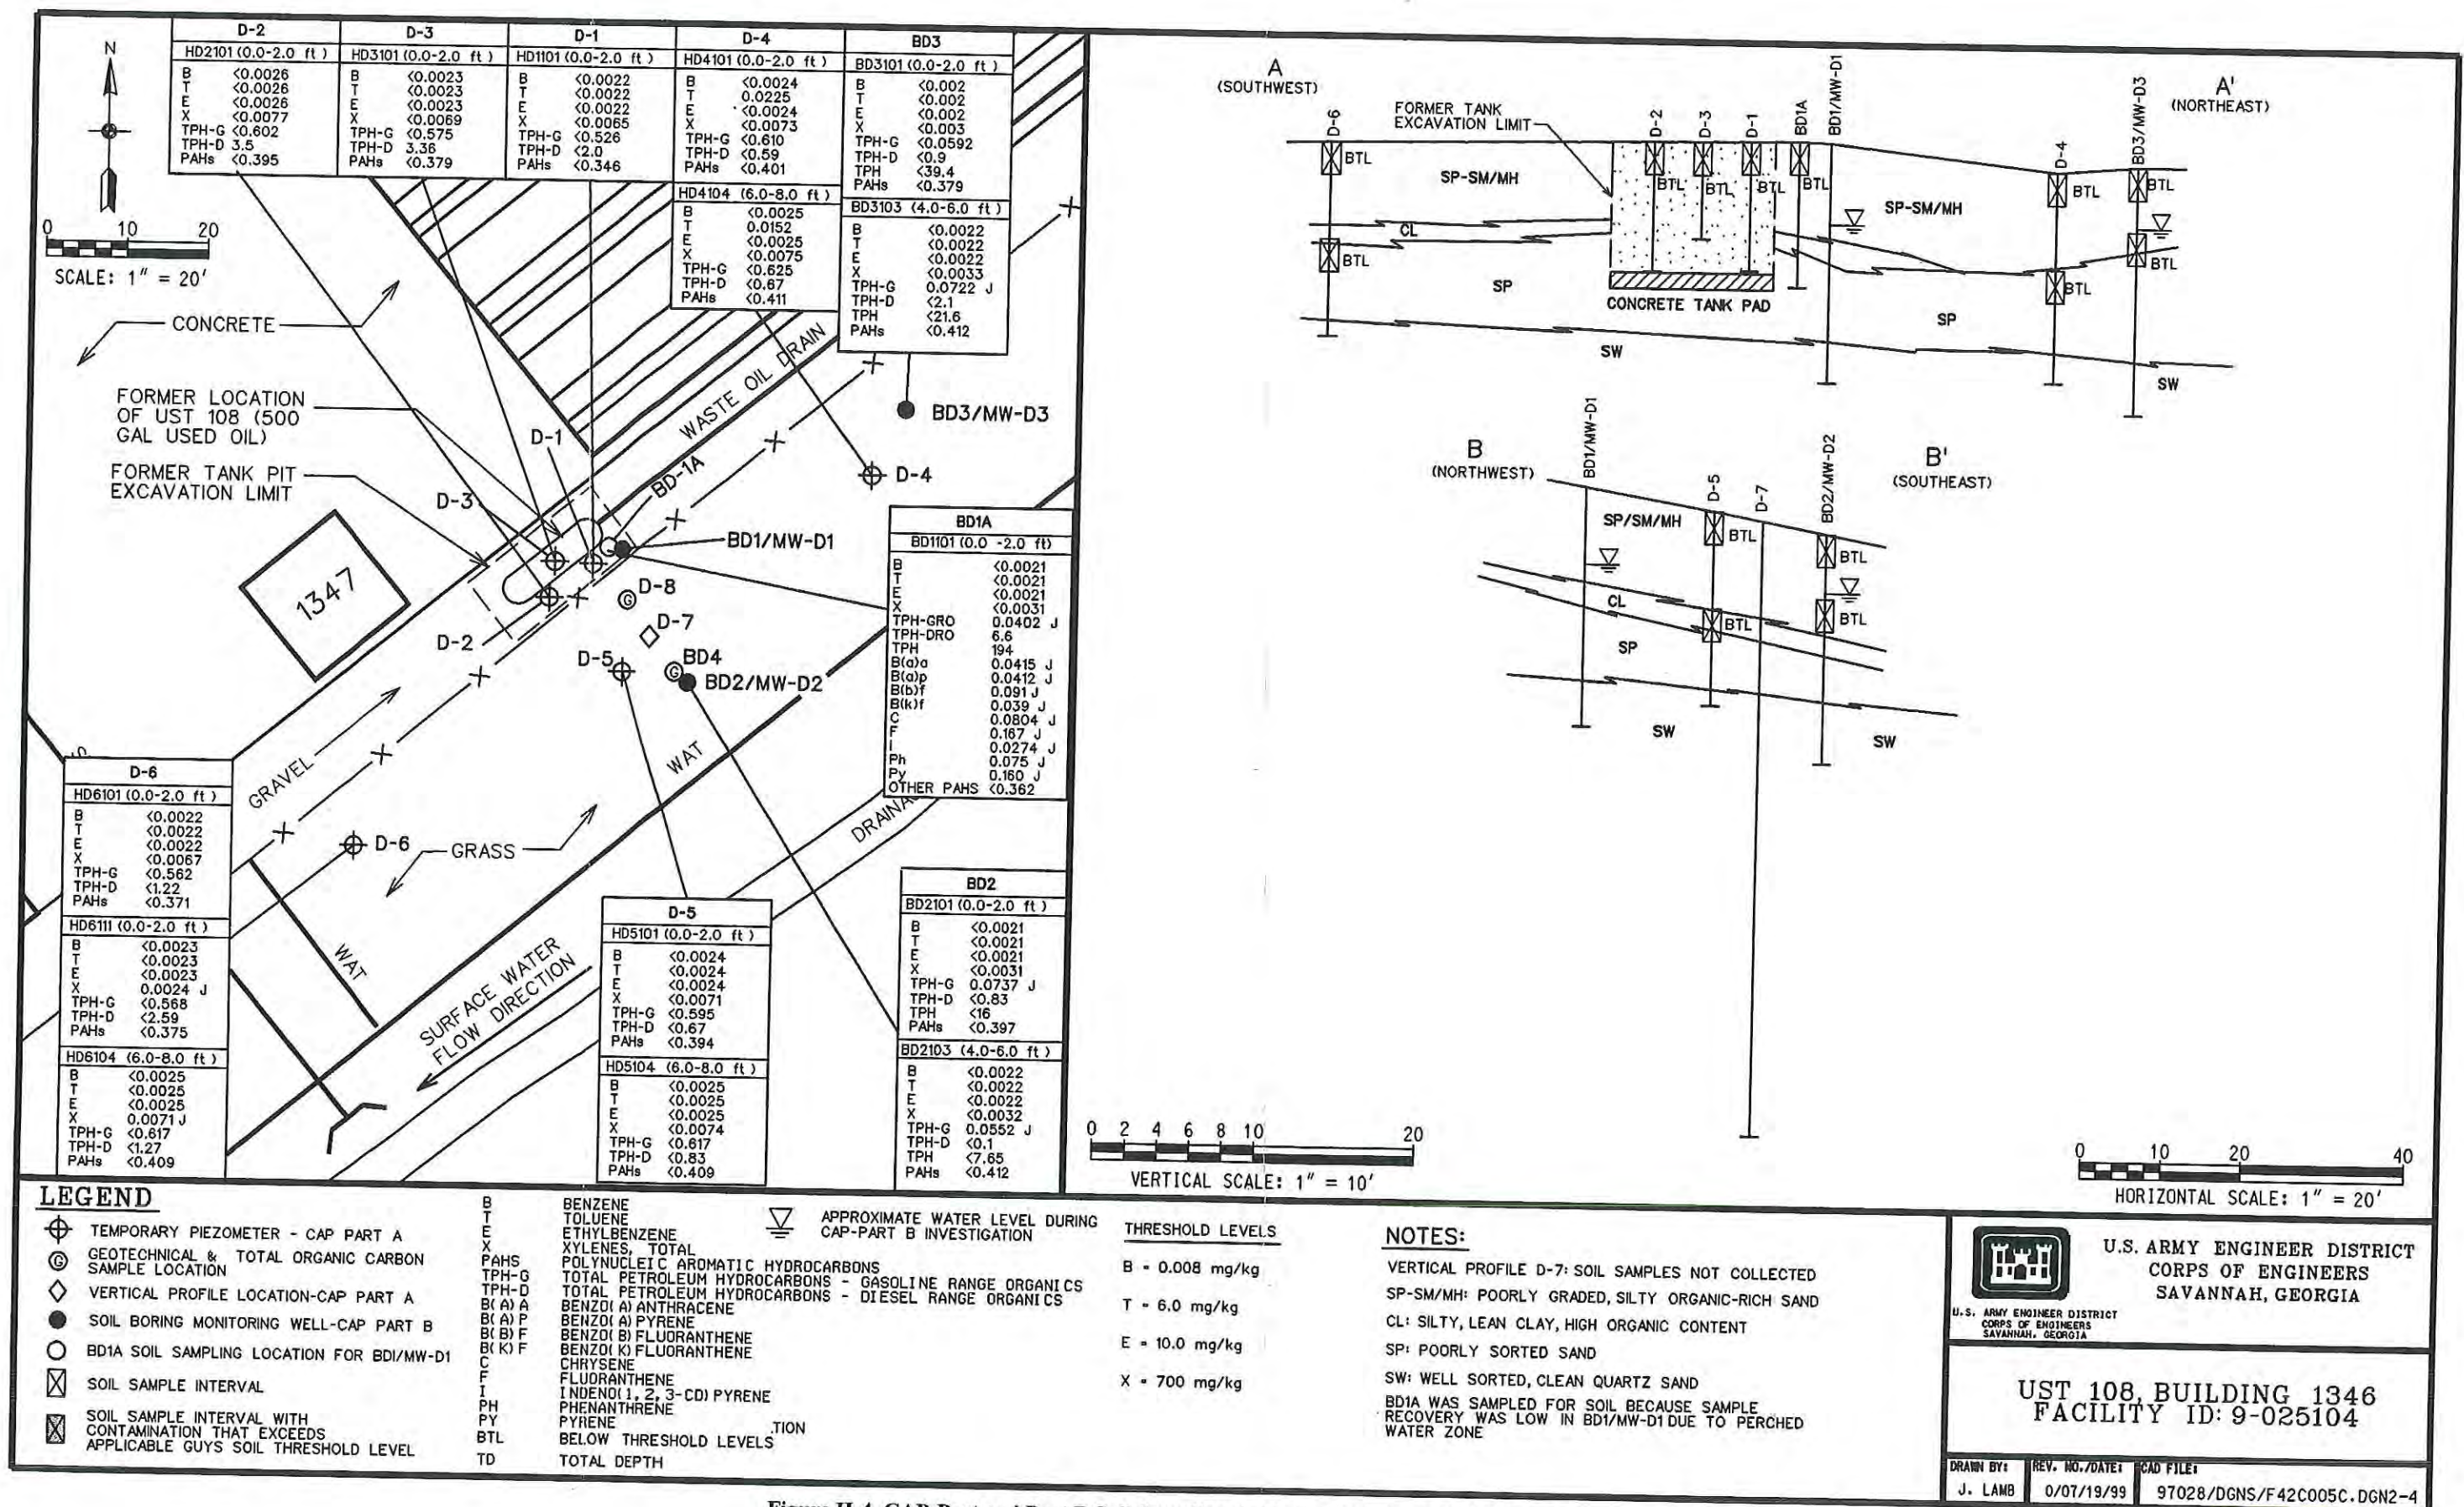 N
0 10 20
SCALE: 1" = 20'
D-2
HD2101 (0.0-2.0 ft )
B <0.0026
T <0.0026
E <0.0026
X <0.0077
TPH-G <0.602
TPH-D 3.5
PAHs <0.395
D-3
HD3101 (0.0-2.0 ft )
B <0.0023
T <0.0023
E <0.0023
X <0.0069
TPH-G <0.575
TPH-D 3.36
PAHs <0.379
D-1
HD1101 (0.0-2.0 ft )
B <0.0022
T <0.0022
E <0.0022
X <0.0065
TPH-G <0.526
TPH-D <2.0
PAHs <0.346
D-4
HD4101 (0.0-2.0 ft )
B <0.0024
T 0.0225
E <0.0024
X <0.0073
TPH-G <0.610
TPH-D <0.59
PAHs <0.401
HD4104 (6.0-8.0 ft )
B <0.0025
T 0.0152
E <0.0025
X <0.0075
TPH-G <0.625
TPH-D <0.67
PAHs <0.411
BD3
BD3101 (0.0-2.0 ft )
B <0.002
T <0.002
E <0.002
X <0.003
TPH-G <0.0592
TPH-D <0.9
TPH <39.4
PAHs <0.379
BD3103 (4.0-6.0 ft )
B <0.0022
T <0.0022
E <0.0022
X <0.0033
TPH-G 0.0722 J
TPH-D <2.1
TPH <21.6
PAHs <0.412
CONCRETE
FORMER LOCATION
OF UST 108 (500
GAL USED OIL)
FORMER TANK PIT
EXCAVATION LIMIT
WASTE OIL DRAIN
BD3/MW-D3
D-4
D-1
BD-1A
D-3
BD1/MW-D1
1347
D-8
D-7
D-2
D-5
BD4
BD2/MW-D2
GRAVEL
WAT
D-6
GRASS
DRAINA
WAT
SURFACE WATER
FLOW DIRECTION
BD1A
BD1101 (0.0 -2.0 ft)
B <0.0021
T <0.0021
E <0.0021
X <0.0031
TPH-GRO 0.0402 J
TPH-DRO 6.6
TPH 194
B(a)a 0.0415 J
B(a)p 0.0412 J
B(b)f 0.091 J
B(k)f 0.039 J
C 0.0804 J
F 0.167 J
I 0.0274 J
Ph 0.075 J
Py 0.160 J
OTHER PAHS <0.362
D-6
HD6101 (0.0-2.0 ft )
B <0.0022
T <0.0022
E <0.0022
X <0.0067
TPH-G <0.562
TPH-D <1.22
PAHs <0.371
HD6111 (0.0-2.0 ft )
B <0.0023
T <0.0023
E <0.0023
X 0.0024 J
TPH-G <0.568
TPH-D <2.59
PAHs <0.375
HD6104 (6.0-8.0 ft )
B <0.0025
T <0.0025
E <0.0025
X 0.0071 J
TPH-G <0.617
TPH-D <1.27
PAHs <0.409
D-5
HD5101 (0.0-2.0 ft )
B <0.0024
T <0.0024
E <0.0024
X <0.0071
TPH-G <0.595
TPH-D <0.67
PAHs <0.394
HD5104 (6.0-8.0 ft )
B <0.0025
T <0.0025
E <0.0025
X <0.0074
TPH-G <0.617
TPH-D <0.83
PAHs <0.409
BD2
BD2101 (0.0-2.0 ft )
B <0.0021
T <0.0021
E <0.0021
X <0.0031
TPH-G 0.0737 J
TPH-D <0.83
TPH <16
PAHs <0.397
BD2103 (4.0-6.0 ft )
B <0.0022
T <0.0022
E <0.0022
X <0.0032
TPH-G 0.0552 J
TPH-D <0.1
TPH <7.65
PAHs <0.412
A
(SOUTHWEST)
A'
(NORTHEAST)
FORMER TANK
EXCAVATION LIMIT
D-6
D-2
D-3
D-1
BD1A
BD1/MW-D1
D-4
BD3/MW-D3
BTL
BTL
BTL
BTL
BTL
BTL
BTL
SP-SM/MH
SP-SM/MH
CL
BTL
BTL
BTL
SP
CONCRETE TANK PAD
SP
SW
SW
B
(NORTHWEST)
B'
(SOUTHEAST)
BD1/MW-D1
D-5
D-7
BD2/MW-D2
SP/SM/MH
BTL
BTL
CL
BTL
BTL
SP
SW
SW
0 2 4 6 8 10 20
VERTICAL SCALE: 1" = 10'
0 10 20 40
HORIZONTAL SCALE: 1" = 20'
LEGEND
TEMPORARY PIEZOMETER - CAP PART A
G GEOTECHNICAL & TOTAL ORGANIC CARBON
SAMPLE LOCATION
VERTICAL PROFILE LOCATION-CAP PART A
SOIL BORING MONITORING WELL-CAP PART B
BD1A SOIL SAMPLING LOCATION FOR BD1/MW-D1
SOIL SAMPLE INTERVAL
SOIL SAMPLE INTERVAL WITH
CONTAMINATION THAT EXCEEDS
APPLICABLE GUYS SOIL THRESHOLD LEVEL
B BENZENE
T TOLUENE
E ETHYLBENZENE
X XYLENES, TOTAL
PAHS POLYNUCLEIC AROMATIC HYDROCARBONS
TPH-G TOTAL PETROLEUM HYDROCARBONS - GASOLINE RANGE ORGANICS
TPH-D TOTAL PETROLEUM HYDROCARBONS - DIESEL RANGE ORGANICS
B(A)A BENZO(A)ANTHRACENE
B(A)P BENZO(A)PYRENE
B(B)F BENZO(B)FLUORANTHENE
B(K)F BENZO(K)FLUORANTHENE
C CHRYSENE
F FLUORANTHENE
I INDENO(1,2,3-CD)PYRENE
PH PHENANTHRENE
PY PYRENE
TION
BTL BELOW THRESHOLD LEVELS
TD TOTAL DEPTH
APPROXIMATE WATER LEVEL DURING
CAP-PART B INVESTIGATION
THRESHOLD LEVELS
B = 0.008 mg/kg
T = 6.0 mg/kg
E = 10.0 mg/kg
X = 700 mg/kg
NOTES:
VERTICAL PROFILE D-7: SOIL SAMPLES NOT COLLECTED
SP-SM/MH: POORLY GRADED, SILTY ORGANIC-RICH SAND
CL: SILTY, LEAN CLAY, HIGH ORGANIC CONTENT
SP: POORLY SORTED SAND
SW: WELL SORTED, CLEAN QUARTZ SAND
BD1A WAS SAMPLED FOR SOIL BECAUSE SAMPLE
RECOVERY WAS LOW IN BD1/MW-D1 DUE TO PERCHED
WATER ZONE
U.S. ARMY ENGINEER DISTRICT
CORPS OF ENGINEERS
SAVANNAH, GEORGIA
U.S. ARMY ENGINEER DISTRICT
CORPS OF ENGINEERS
SAVANNAH, GEORGIA
UST 108, BUILDING 1346
FACILITY ID: 9-025104
DRAWN BY:
J. LAMB
REV. NO./DATE:
0/07/19/99
CAD FILE:
97028/DGNS/F42C005C.DGN2-4